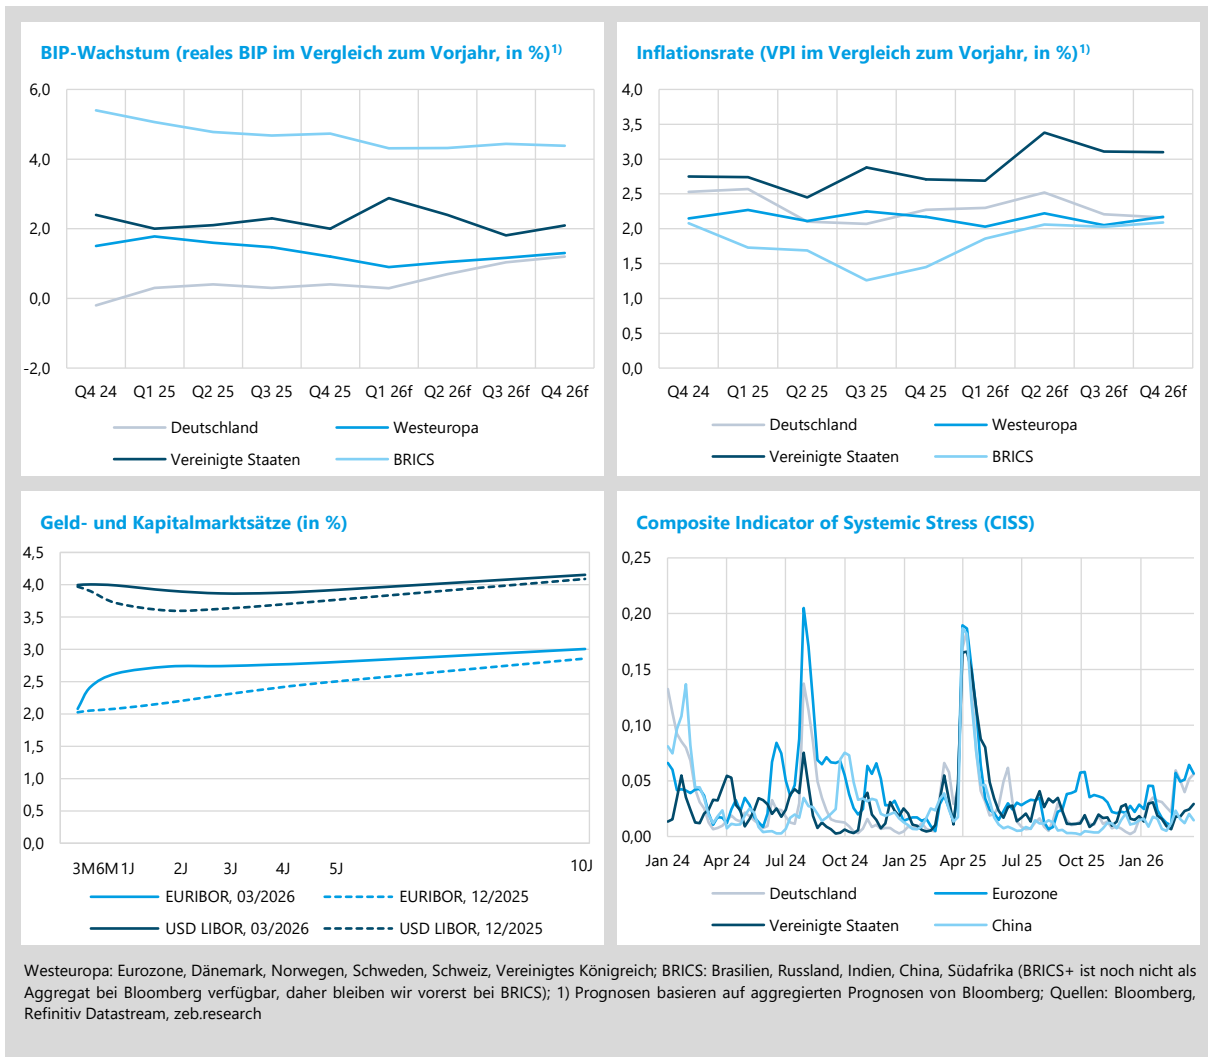 BIP-Wachstum (reales BIP im Vergleich zum Vorjahr, in %)1)
6,0
4,0
2,0
0,0
-2,0
Q4 24 Q1 25 Q2 25 Q3 25 Q4 25 Q1 26f Q2 26f Q3 26f Q4 26f
Deutschland Westeuropa
Vereinigte Staaten BRICS
Inflationsrate (VPI im Vergleich zum Vorjahr, in %)1)
4,0
3,5
3,0
2,5
2,0
1,5
1,0
0,5
0,0
Q4 24 Q1 25 Q2 25 Q3 25 Q4 25 Q1 26f Q2 26f Q3 26f Q4 26f
Deutschland Westeuropa
Vereinigte Staaten BRICS
Geld- und Kapitalmarktsätze (in %)
4,5
4,0
3,5
3,0
2,5
2,0
1,5
1,0
0,5
0,0
3M 6M 1J 2J 3J 4J 5J 10J
EURIBOR, 03/2026 EURIBOR, 12/2025
USD LIBOR, 03/2026 USD LIBOR, 12/2025
Composite Indicator of Systemic Stress (CISS)
0,25
0,20
0,15
0,10
0,05
0,00
Jan 24 Apr 24 Jul 24 Oct 24 Jan 25 Apr 25 Jul 25 Oct 25 Jan 26
Deutschland Eurozone
Vereinigte Staaten China
Westeuropa: Eurozone, Dänemark, Norwegen, Schweden, Schweiz, Vereinigtes Königreich; BRICS: Brasilien, Russland, Indien, China, Südafrika (BRICS+ ist noch nicht als
Aggregat bei Bloomberg verfügbar, daher bleiben wir vorerst bei BRICS); 1) Prognosen basieren auf aggregierten Prognosen von Bloomberg; Quellen: Bloomberg,
Refinitiv Datastream, zeb.research